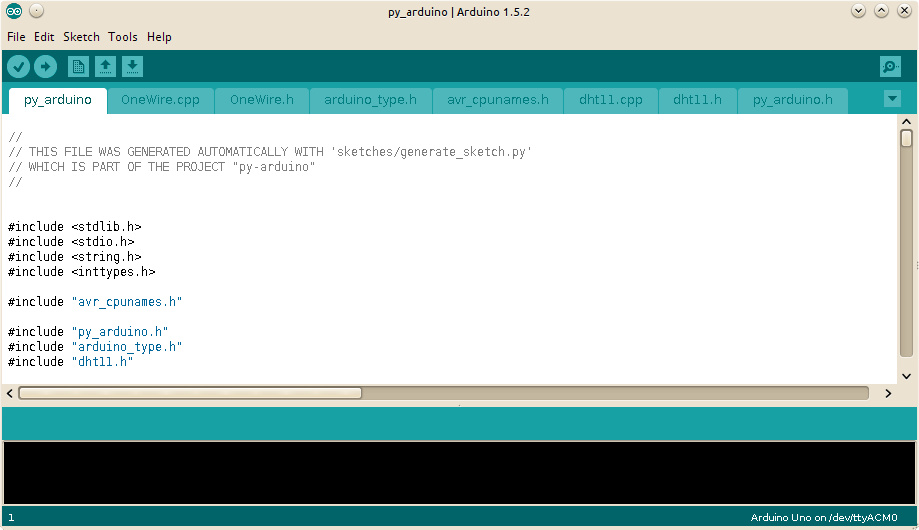 py_arduino | Arduino 1.5.2
File Edit Sketch Tools Help
py_arduino OneWire.cpp OneWire.h arduino_type.h avr_cpunames.h dht11.cpp dht11.h py_arduino.h
//
// THIS FILE WAS GENERATED AUTOMATICALLY WITH 'sketches/generate_sketch.py'
// WHICH IS PART OF THE PROJECT "py-arduino"
//
#include <stdlib.h>
#include <stdio.h>
#include <string.h>
#include <inttypes.h>
#include "avr_cpunames.h"
#include "py_arduino.h"
#include "arduino_type.h"
#include "dht11.h"
1 Arduino Uno on /dev/ttyACM0